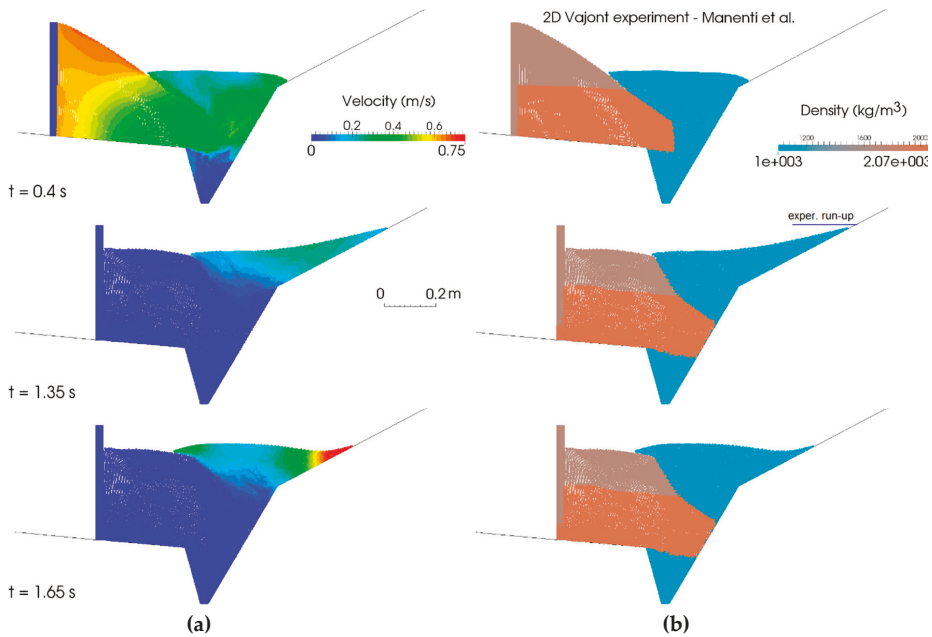 2D Vajont experiment - Manenti et al.
Velocity (m/s)
0.2 0.4 0.6
0 0.75
Density (kg/m3)
1200 1600 2000
1e+003 2.07e+003
t = 0.4 s
exper. run-up
0 0.2 m
t = 1.35 s
t = 1.65 s
(a) (b)